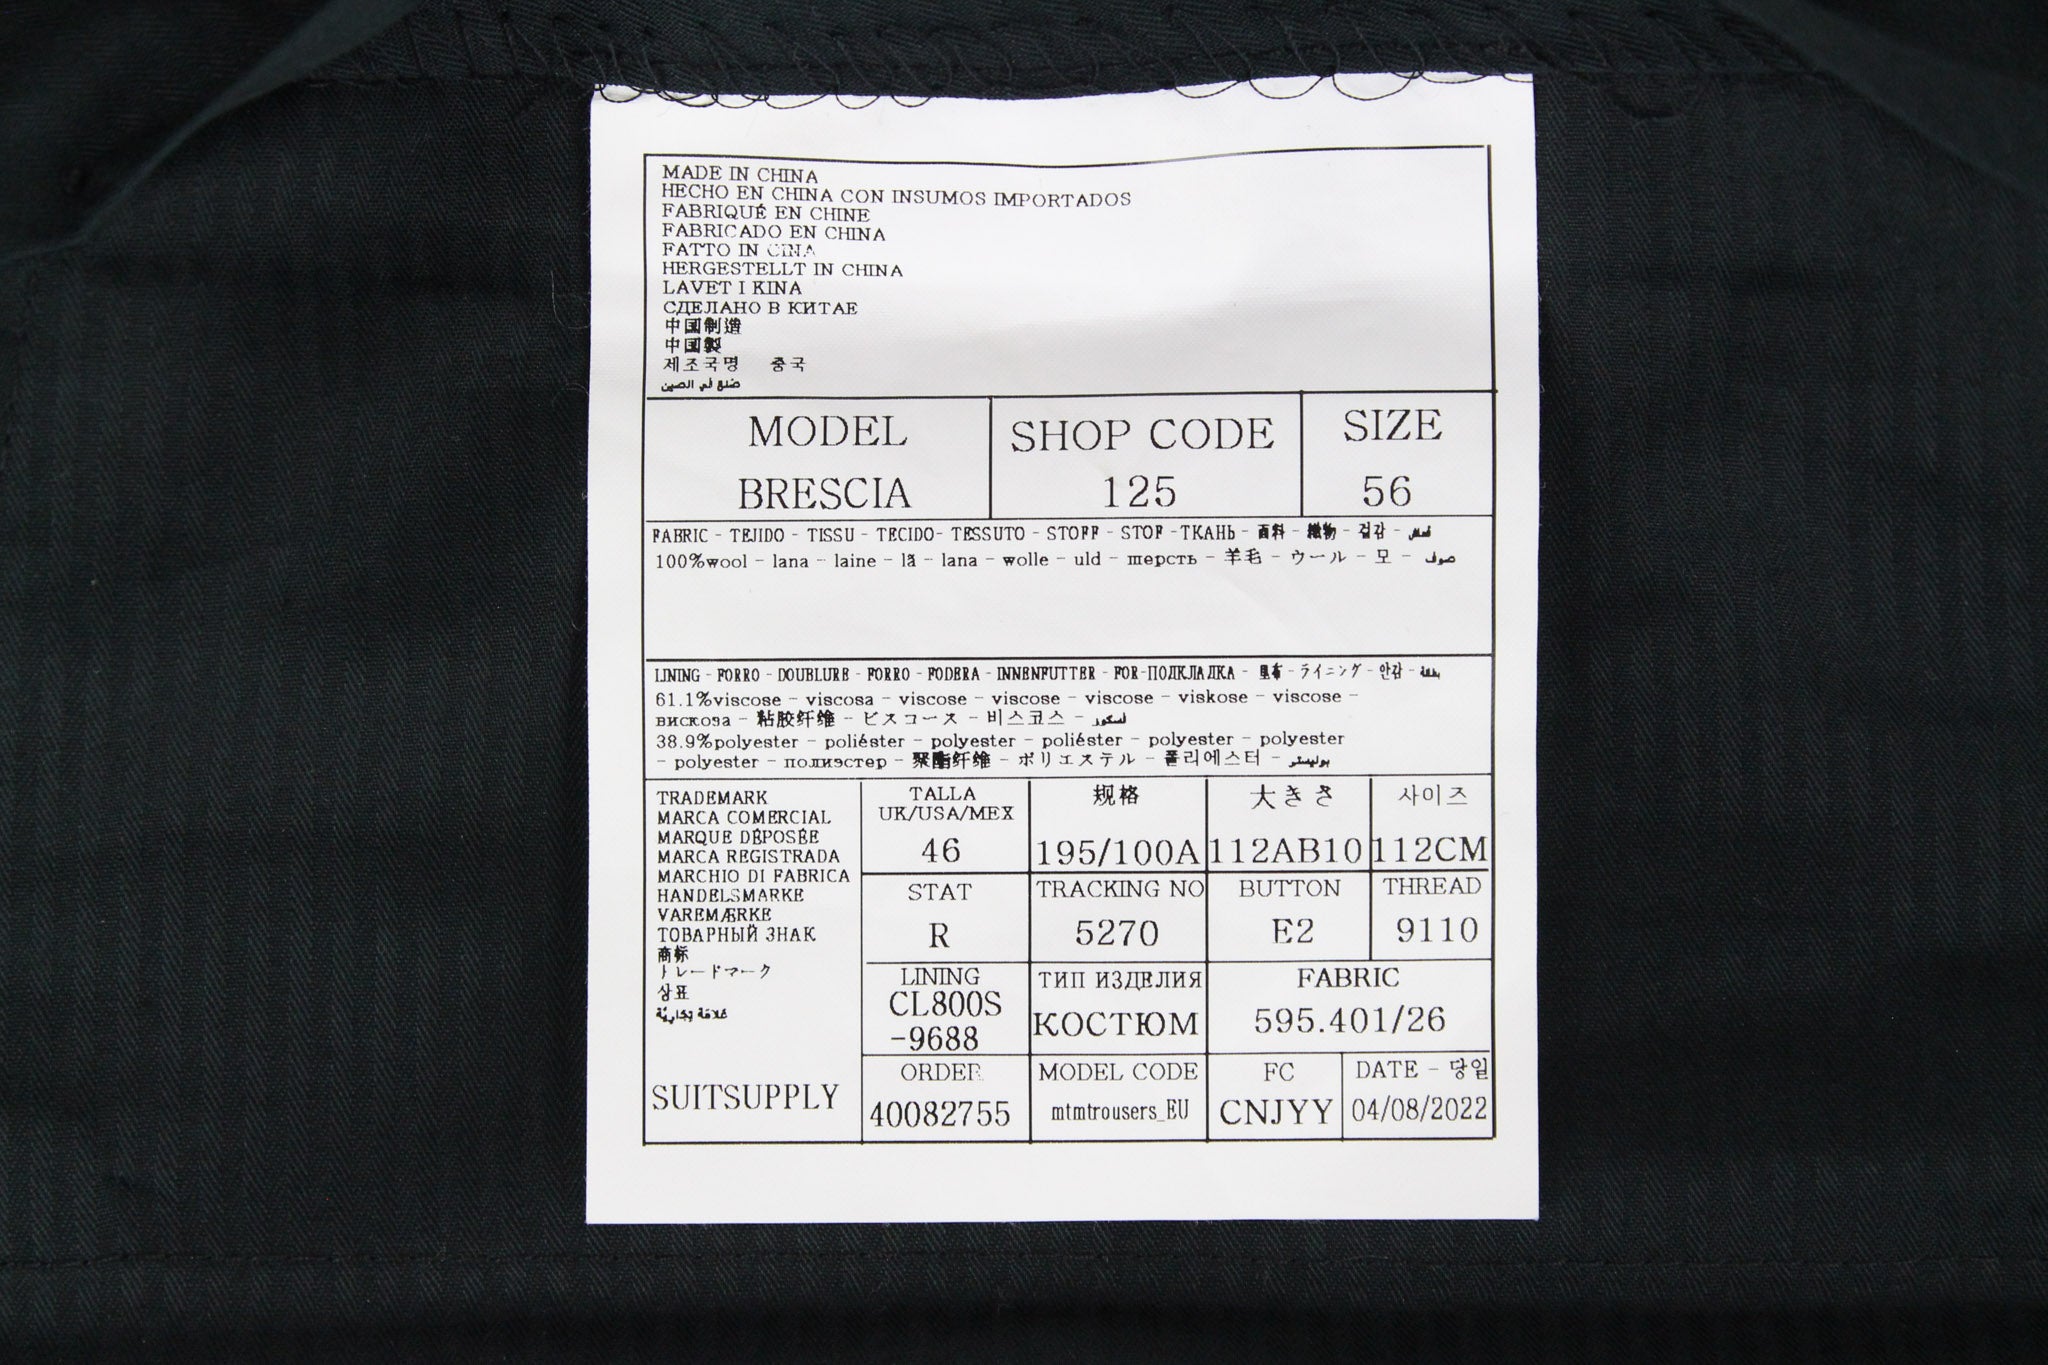 MADE IN CHINA
HECHO EN CHINA CON INSUMOS IMPORTADOS
FABRIQUÉ EN CHINE
FABRICADO EN CHINA
FATTO IN CINA
HERGESTELLT IN CHINA
LAVET I KINA
СДЕЛАНО В КИТАЕ
中国制造
中国製
제조국명 중국
صنع في الصين
MODEL
BRESCIA
SHOP CODE
125
SIZE
56
FABRIC - TEJIDO - TISSU - TECIDO- TESSUTO - STOFF - STOF -ТКАНЬ - 面料 - 織物 - 겉감 -
100%wool - lana - laine - lã - lana - wolle - uld - шерсть - 羊毛 - ウール - 모 - صوف
LINING - FORRO - DOUBLURE - FORRO - FODERA - INNENFUTTER - FOR-ПОДКЛАДКА - 里布 - ライニング - 안감 -
61.1%viscose - viscosa - viscose - viscose - viscose - viskose - viscose -
вискоза - 粘胶纤维 - ビスコース - 비스코스 -
38.9%polyester - poliéster - polyester - poliéster - polyester - polyester
- polyester - полиэстер - 聚酯纤维 - ポリエステル - 폴리에스터 - بوليستر
TRADEMARK
MARCA COMERCIAL
MARQUE DÉPOSÉE
MARCA REGISTRADA
MARCHIO DI FABRICA
HANDELSMARKE
VAREMÆRKE
ТОВАРНЫЙ ЗНАК
商标
トレードマーク
상표
علامة تجارية
SUITSUPPLY
TALLA
UK/USA/MEX
46
规格
195/100A
大きさ
112AB10
사이즈
112CM
STAT
R
TRACKING NO
5270
BUTTON
E2
THREAD
9110
LINING
CL800S
-9688
ТИП ИЗДЕЛИЯ
КОСТЮМ
FABRIC
595.401/26
ORDER
40082755
MODEL CODE
mtmtrousers_EU
FC
CNJYY
DATE - 당일
04/08/2022